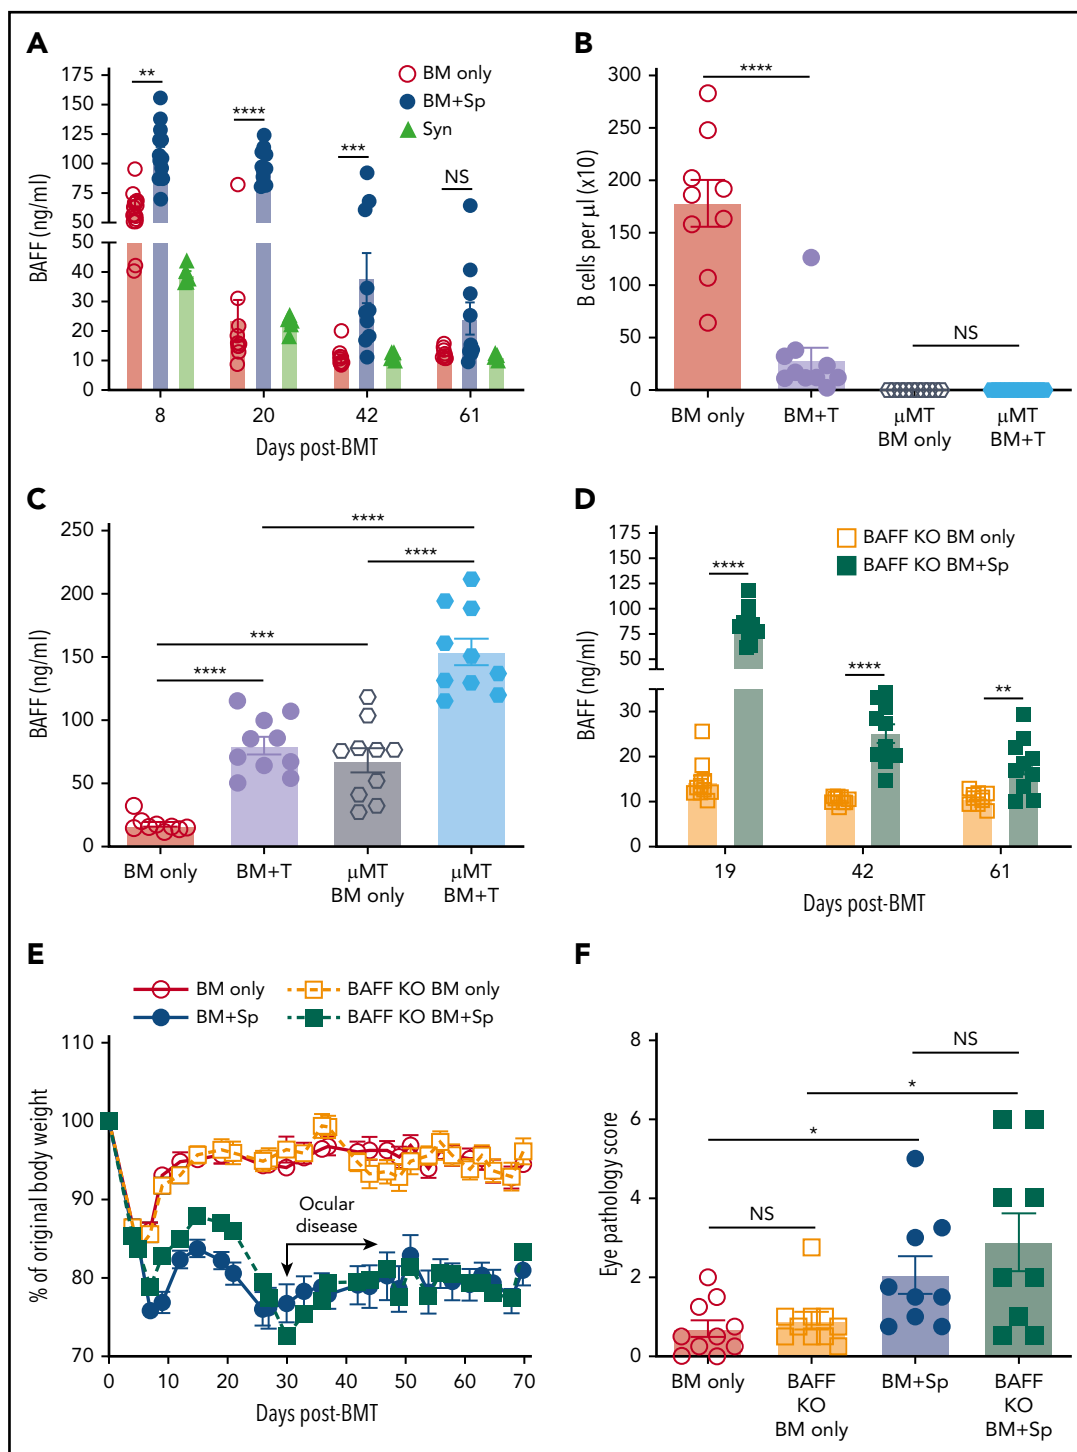 A
BM only
BM+Sp
Syn
**
****
***
NS
BAFF (ng/ml)
175
150
125
100
75
50
50
40
30
20
10
0
8
20
42
61
Days post-BMT
B
****
NS
B cells per μl (x10)
300
250
200
150
100
50
0
BM only
BM+T
μMT
BM only
μMT
BM+T
C
****
****
***
****
BAFF (ng/ml)
250
200
150
100
50
0
BM only
BM+T
μMT
BM only
μMT
BM+T
D
BAFF KO BM only
BAFF KO BM+Sp
****
****
**
BAFF (ng/ml)
175
150
125
100
75
50
30
20
10
0
19
42
61
Days post-BMT
E
BM only
BAFF KO BM only
BM+Sp
BAFF KO BM+Sp
% of original body weight
110
100
90
80
70
Ocular
disease
0
10
20
30
40
50
60
70
Days post-BMT
F
NS
*
*
NS
Eye pathology score
8
6
4
2
0
BM only
BAFF
KO
BM only
BM+Sp
BAFF
KO
BM+Sp